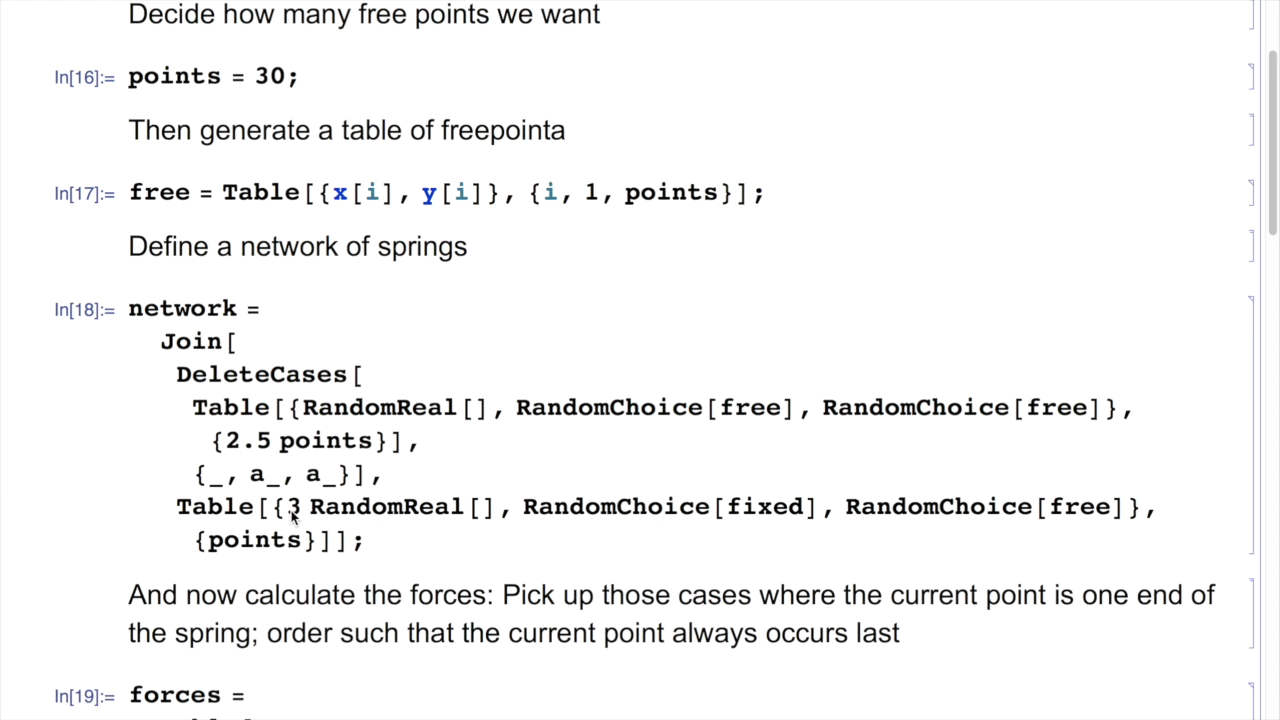 Decide how many free points we want
In[16]:= points = 30;
Then generate a table of freepointa
In[17]:= free = Table[{x[i], y[i]}, {i, 1, points}];
Define a network of springs
In[18]:= network =
Join[
DeleteCases[
Table[{RandomReal[], RandomChoice[free], RandomChoice[free]},
{2.5 points}],
{_, a_, a_}],
Table[{3 RandomReal[], RandomChoice[fixed], RandomChoice[free]},
{points}]];
And now calculate the forces: Pick up those cases where the current point is one end of
the spring; order such that the current point always occurs last
In[19]:= forces =